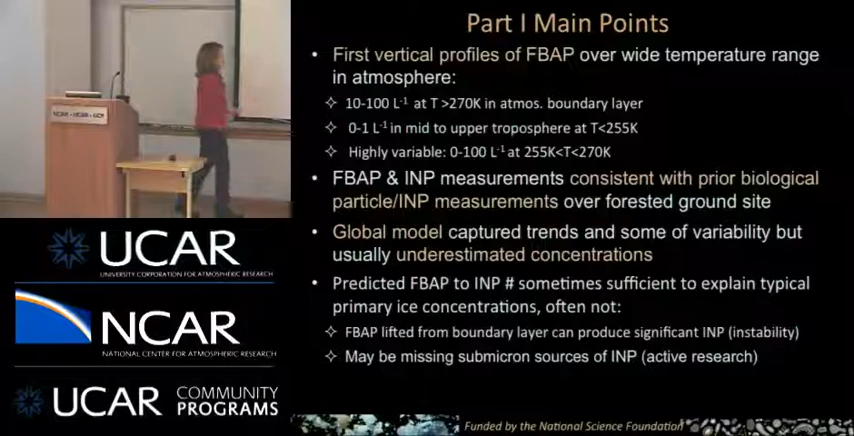 Part I Main Points
• First vertical profiles of FBAP over wide temperature range
in atmosphere:
✧ 10-100 L-1 at T >270K in atmos. boundary layer
✧ 0-1 L-1 in mid to upper troposphere at T<255K
✧ Highly variable: 0-100 L-1 at 255K<T<270K
• FBAP & INP measurements consistent with prior biological
particle/INP measurements over forested ground site
• Global model captured trends and some of variability but
usually underestimated concentrations
• Predicted FBAP to INP # sometimes sufficient to explain typical
primary ice concentrations, often not:
✧ FBAP lifted from boundary layer can produce significant INP (instability)
✧ May be missing submicron sources of INP (active research)
Funded by the National Science Foundation
UCAR
UNIVERSITY CORPORATION FOR ATMOSPHERIC RESEARCH
NCAR
NATIONAL CENTER FOR ATMOSPHERIC RESEARCH
UCAR COMMUNITY
PROGRAMS